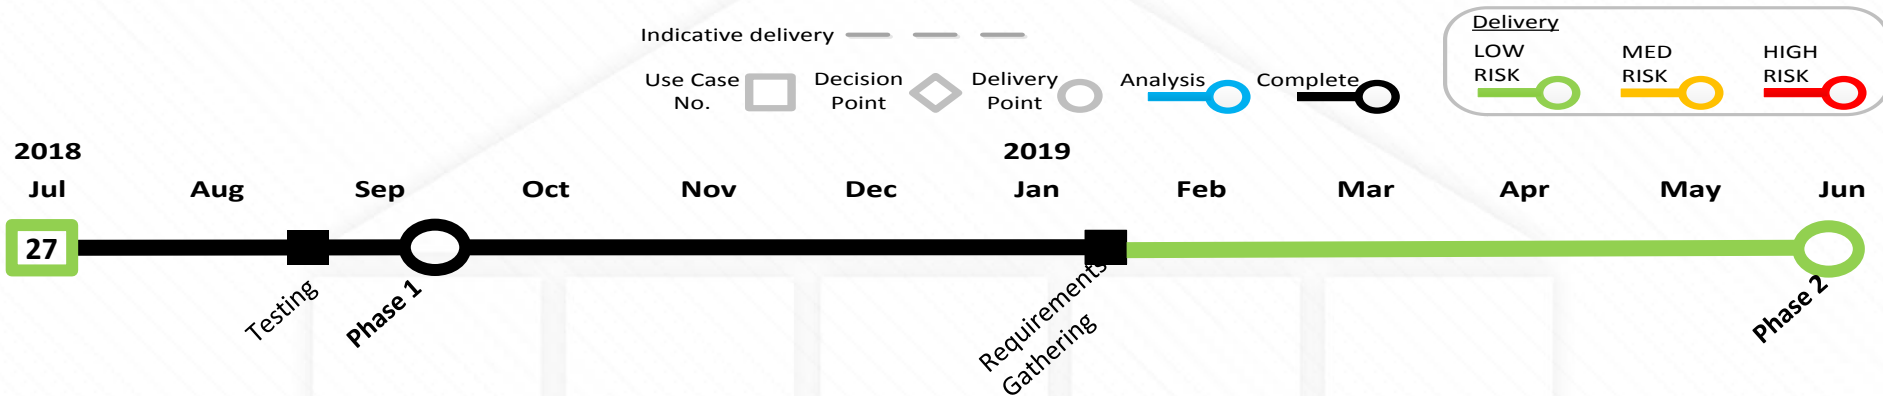 Indicative delivery
Use Case
No.
Decision
Point
Delivery
Point
Analysis
Complete
Delivery
LOW
RISK
MED
RISK
HIGH
RISK
2018
2019
Jul Aug Sep Oct Nov Dec Jan Feb Mar Apr May Jun
27
Testing
Phase 1
Requirements
Gathering
Phase 2